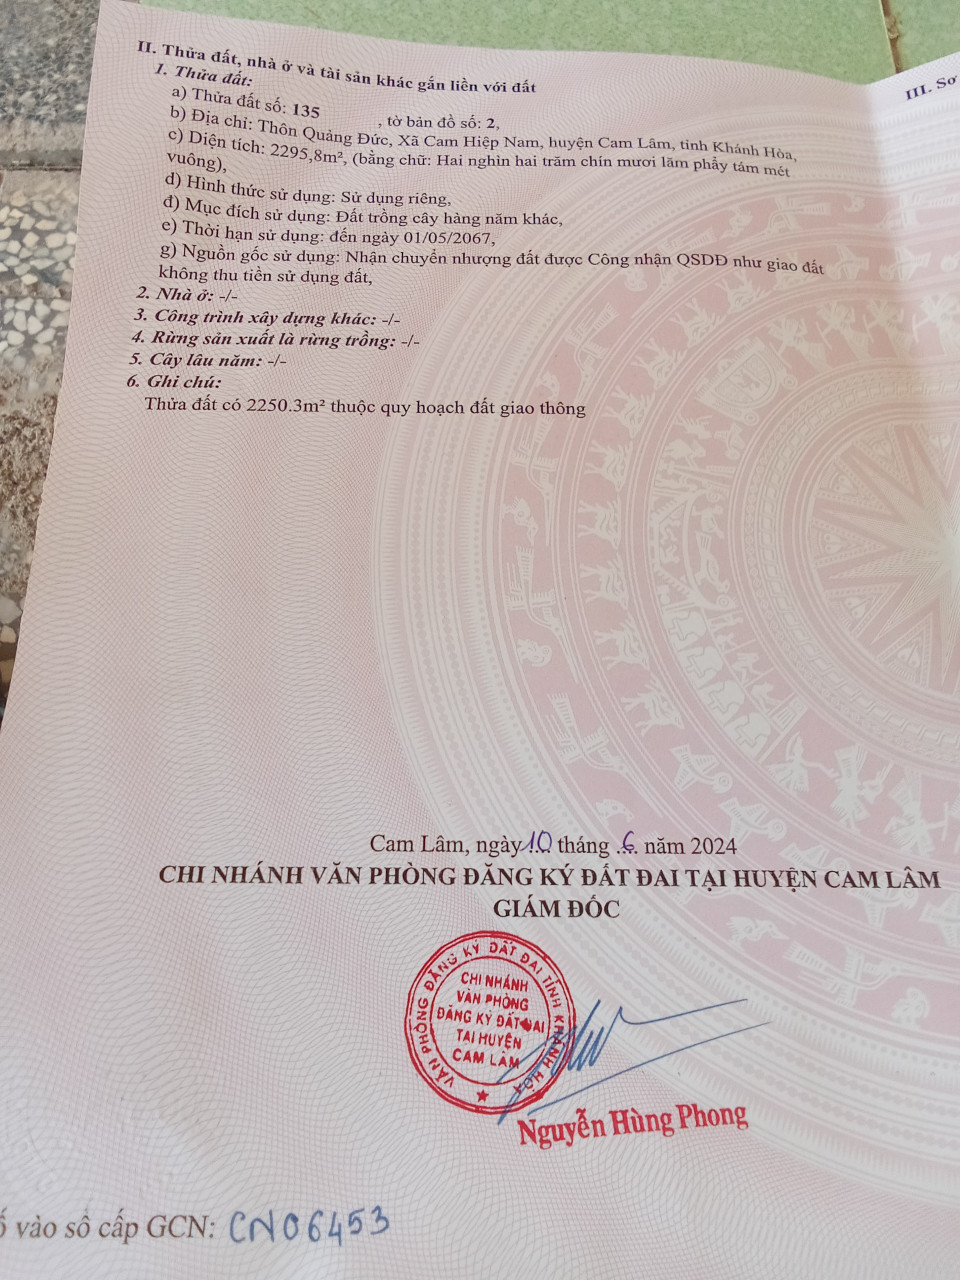 II. Thửa đất, nhà ở và tài sản khác gắn liền với đất
1. Thửa đất:
a) Thửa đất số: 135 , tờ bản đồ số: 2,
b) Địa chỉ: Thôn Quảng Đức, Xã Cam Hiệp Nam, huyện Cam Lâm, tỉnh Khánh Hòa,
c) Diện tích: 2295,8m², (bằng chữ: Hai nghìn hai trăm chín mươi lăm phẩy tám mét
vuông),
d) Hình thức sử dụng: Sử dụng riêng,
đ) Mục đích sử dụng: Đất trồng cây hàng năm khác,
e) Thời hạn sử dụng: đến ngày 01/05/2067,
g) Nguồn gốc sử dụng: Nhận chuyển nhượng đất được Công nhận QSDĐ như giao đất
không thu tiền sử dụng đất,
2. Nhà ở: -/-
3. Công trình xây dựng khác: -/-
4. Rừng sản xuất là rừng trồng: -/-
5. Cây lâu năm: -/-
6. Ghi chú:
Thửa đất có 2250.3m² thuộc quy hoạch đất giao thông
III. Sơ
Cam Lâm, ngày 10 tháng 6 năm 2024
CHI NHÁNH VĂN PHÒNG ĐĂNG KÝ ĐẤT ĐAI TẠI HUYỆN CAM LÂM
GIÁM ĐỐC
VĂN PHÒNG ĐĂNG KÝ ĐẤT ĐAI TỈNH KHÁNH HÒA
CHI NHÁNH
VĂN PHÒNG
ĐĂNG KÝ ĐẤT ĐAI
TẠI HUYỆN
CAM LÂM
Nguyễn Hùng Phong
vào sổ cấp GCN: CN06453